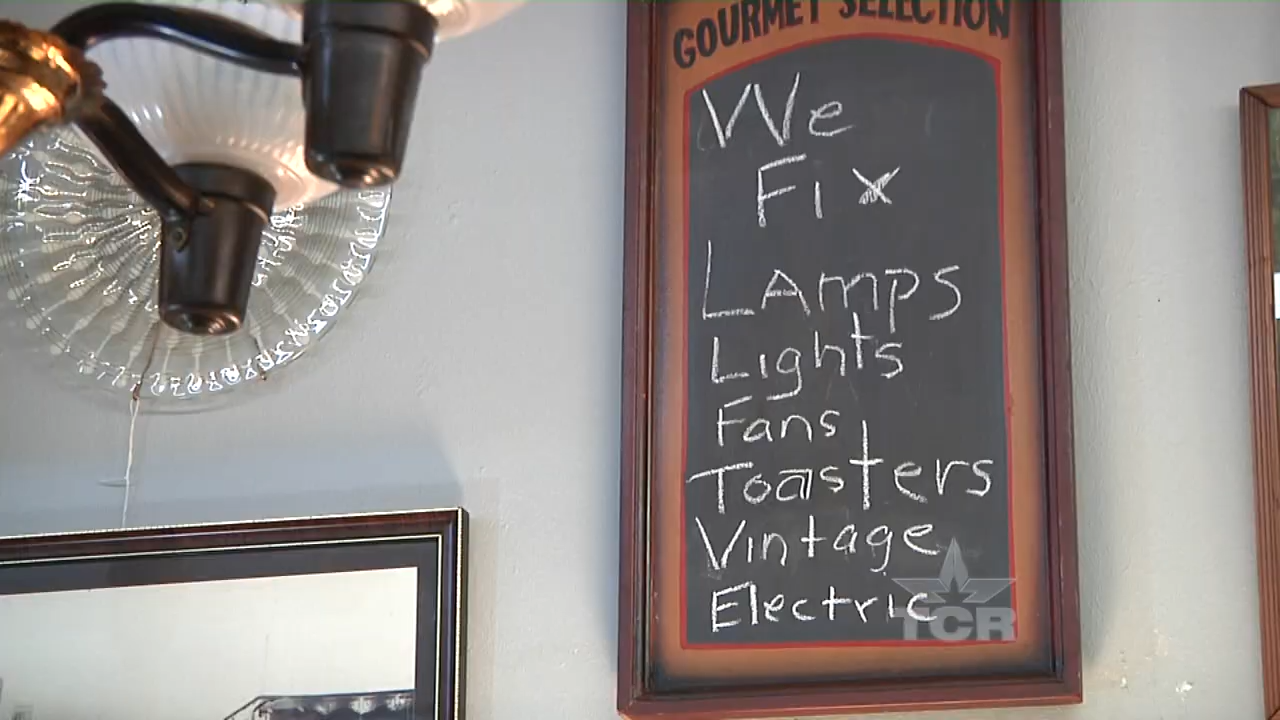 GOURMET SELECTION
We
Fix
Lamps
Lights
Fans
Toasters
Vintage
Electric
TCR